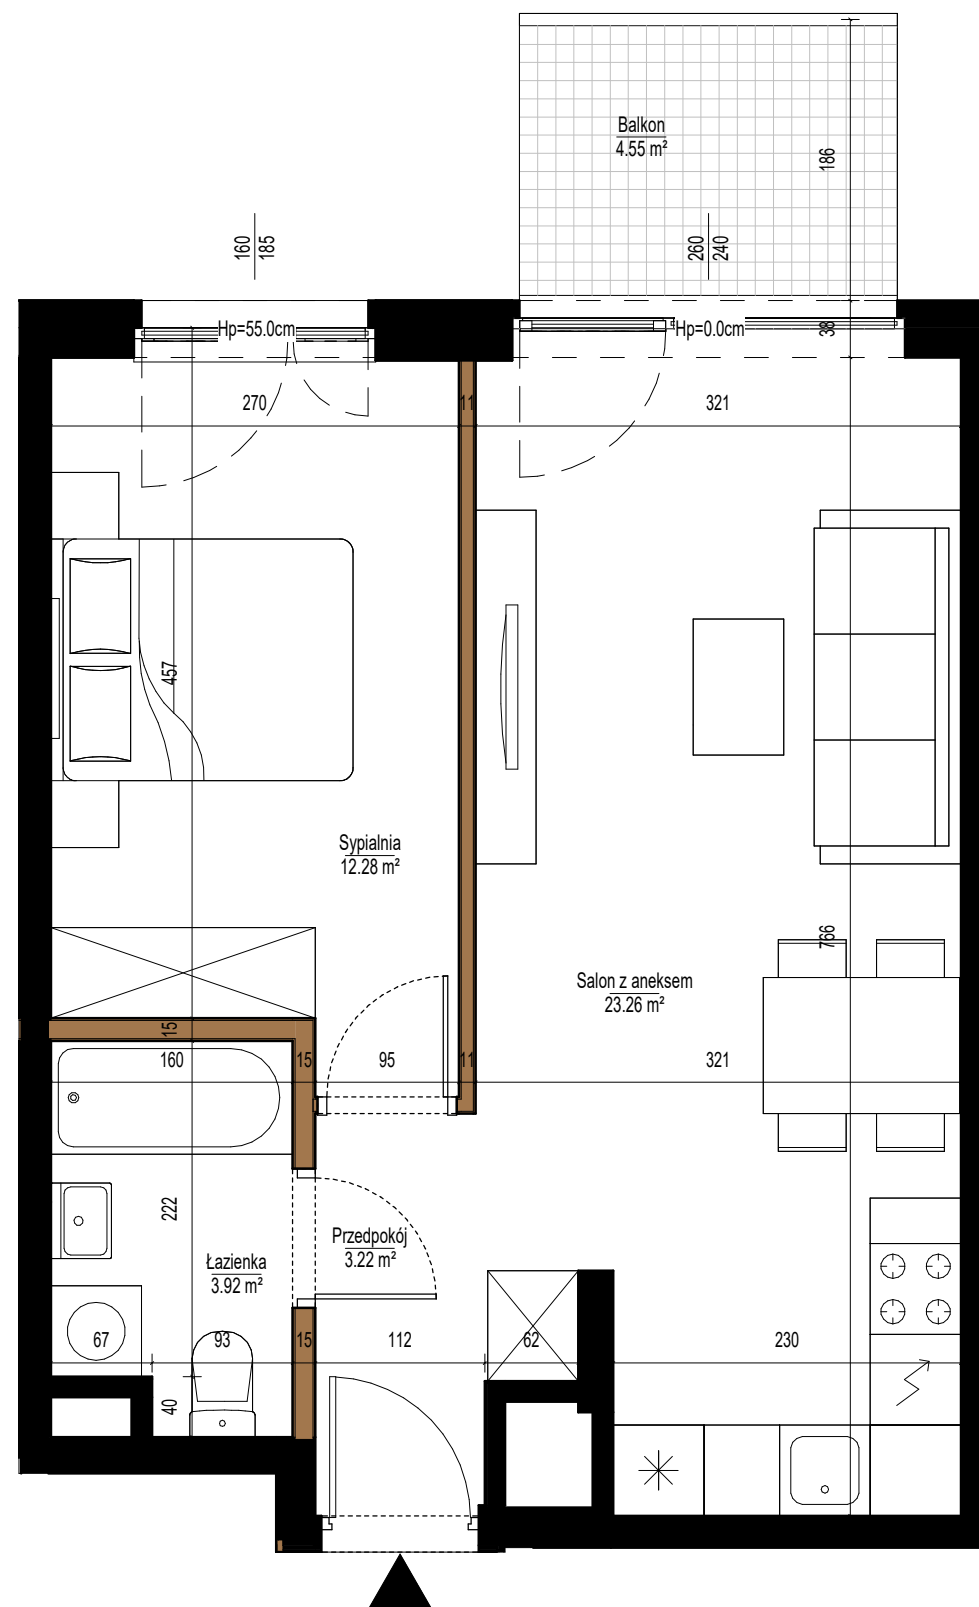 Balkon
4.55 m²
186
160
185
260
240
Hp=55.0cm
Hp=0.0cm
38
270
11
321
457
Sypialnia
12.28 m²
766
Salon z aneksem
23.26 m²
15
160
15
95
11
321
222
Przedpokój
3.22 m²
Łazienka
3.92 m²
67
93
15
112
62
230
40